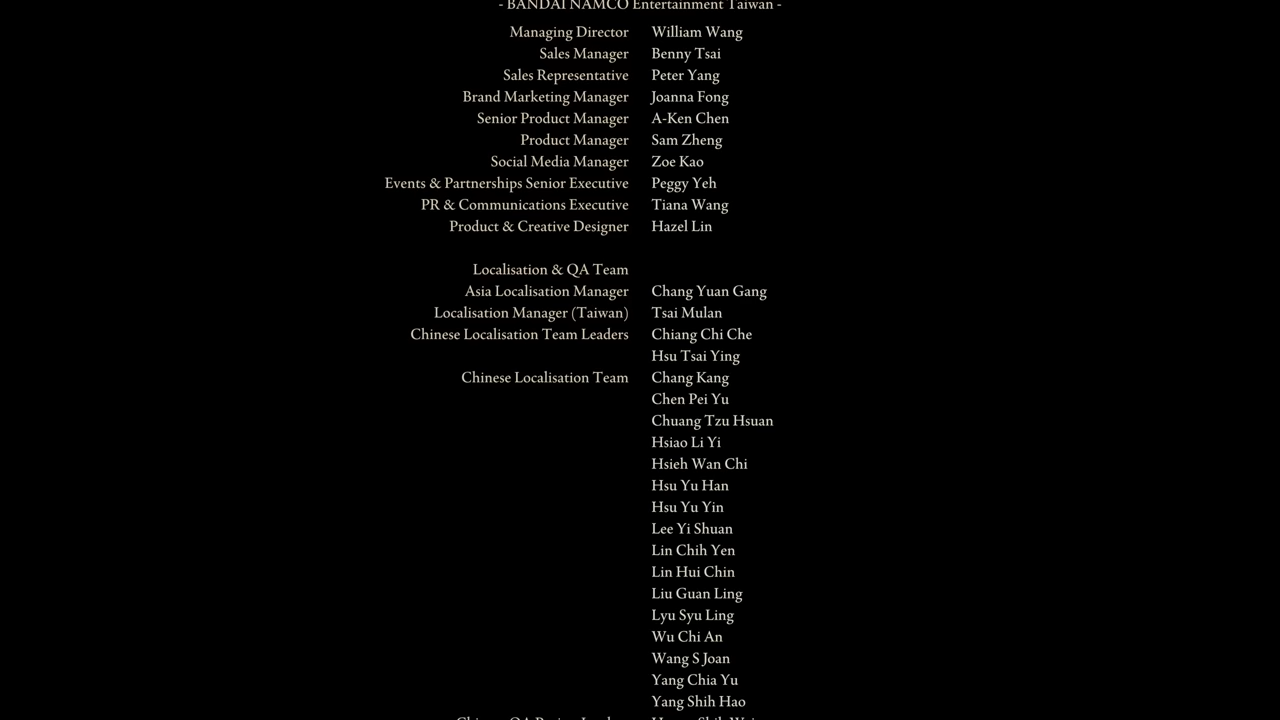 - BANDAI NAMCO Entertainment Taiwan -
Managing Director William Wang
Sales Manager Benny Tsai
Sales Representative Peter Yang
Brand Marketing Manager Joanna Fong
Senior Product Manager A-Ken Chen
Product Manager Sam Zheng
Social Media Manager Zoe Kao
Events & Partnerships Senior Executive Peggy Yeh
PR & Communications Executive Tiana Wang
Product & Creative Designer Hazel Lin
Localisation & QA Team
Asia Localisation Manager Chang Yuan Gang
Localisation Manager (Taiwan) Tsai Mulan
Chinese Localisation Team Leaders Chiang Chi Che
Hsu Tsai Ying
Chinese Localisation Team Chang Kang
Chen Pei Yu
Chuang Tzu Hsuan
Hsiao Li Yi
Hsieh Wan Chi
Hsu Yu Han
Hsu Yu Yin
Lee Yi Shuan
Lin Chih Yen
Lin Hui Chin
Liu Guan Ling
Lyu Syu Ling
Wu Chi An
Wang S Joan
Yang Chia Yu
Yang Shih Hao